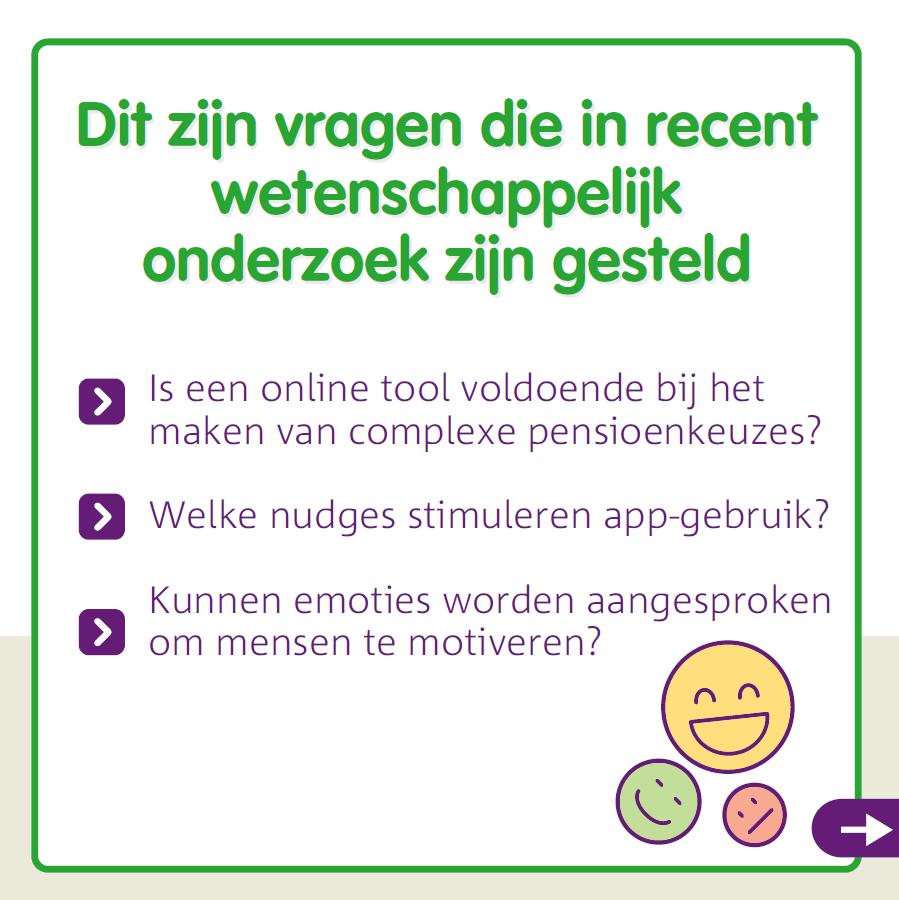 Dit zijn vragen die in recent
wetenschappelijk
onderzoek zijn gesteld
Is een online tool voldoende bij het
maken van complexe pensioenkeuzes?
Welke nudges stimuleren app-gebruik?
Kunnen emoties worden aangesproken
om mensen te motiveren?